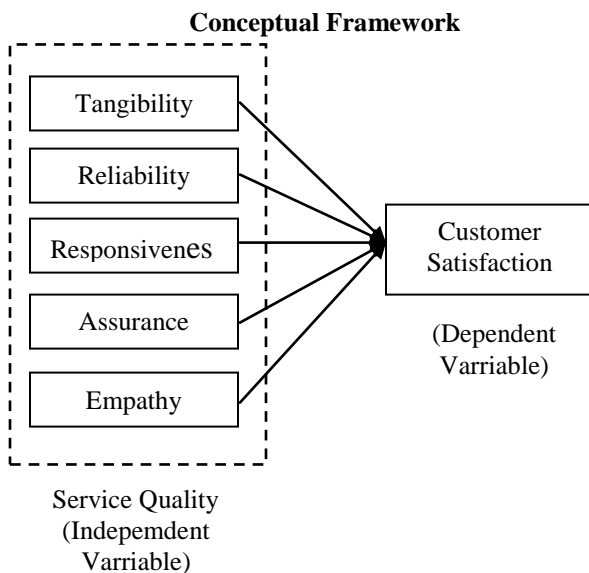 Conceptual Framework
Tangibility
Reliability
Responsivenes
Assurance
Empathy
Customer
Satisfaction
(Dependent
Varriable)
Service Quality
(Indepemdent
Varriable)